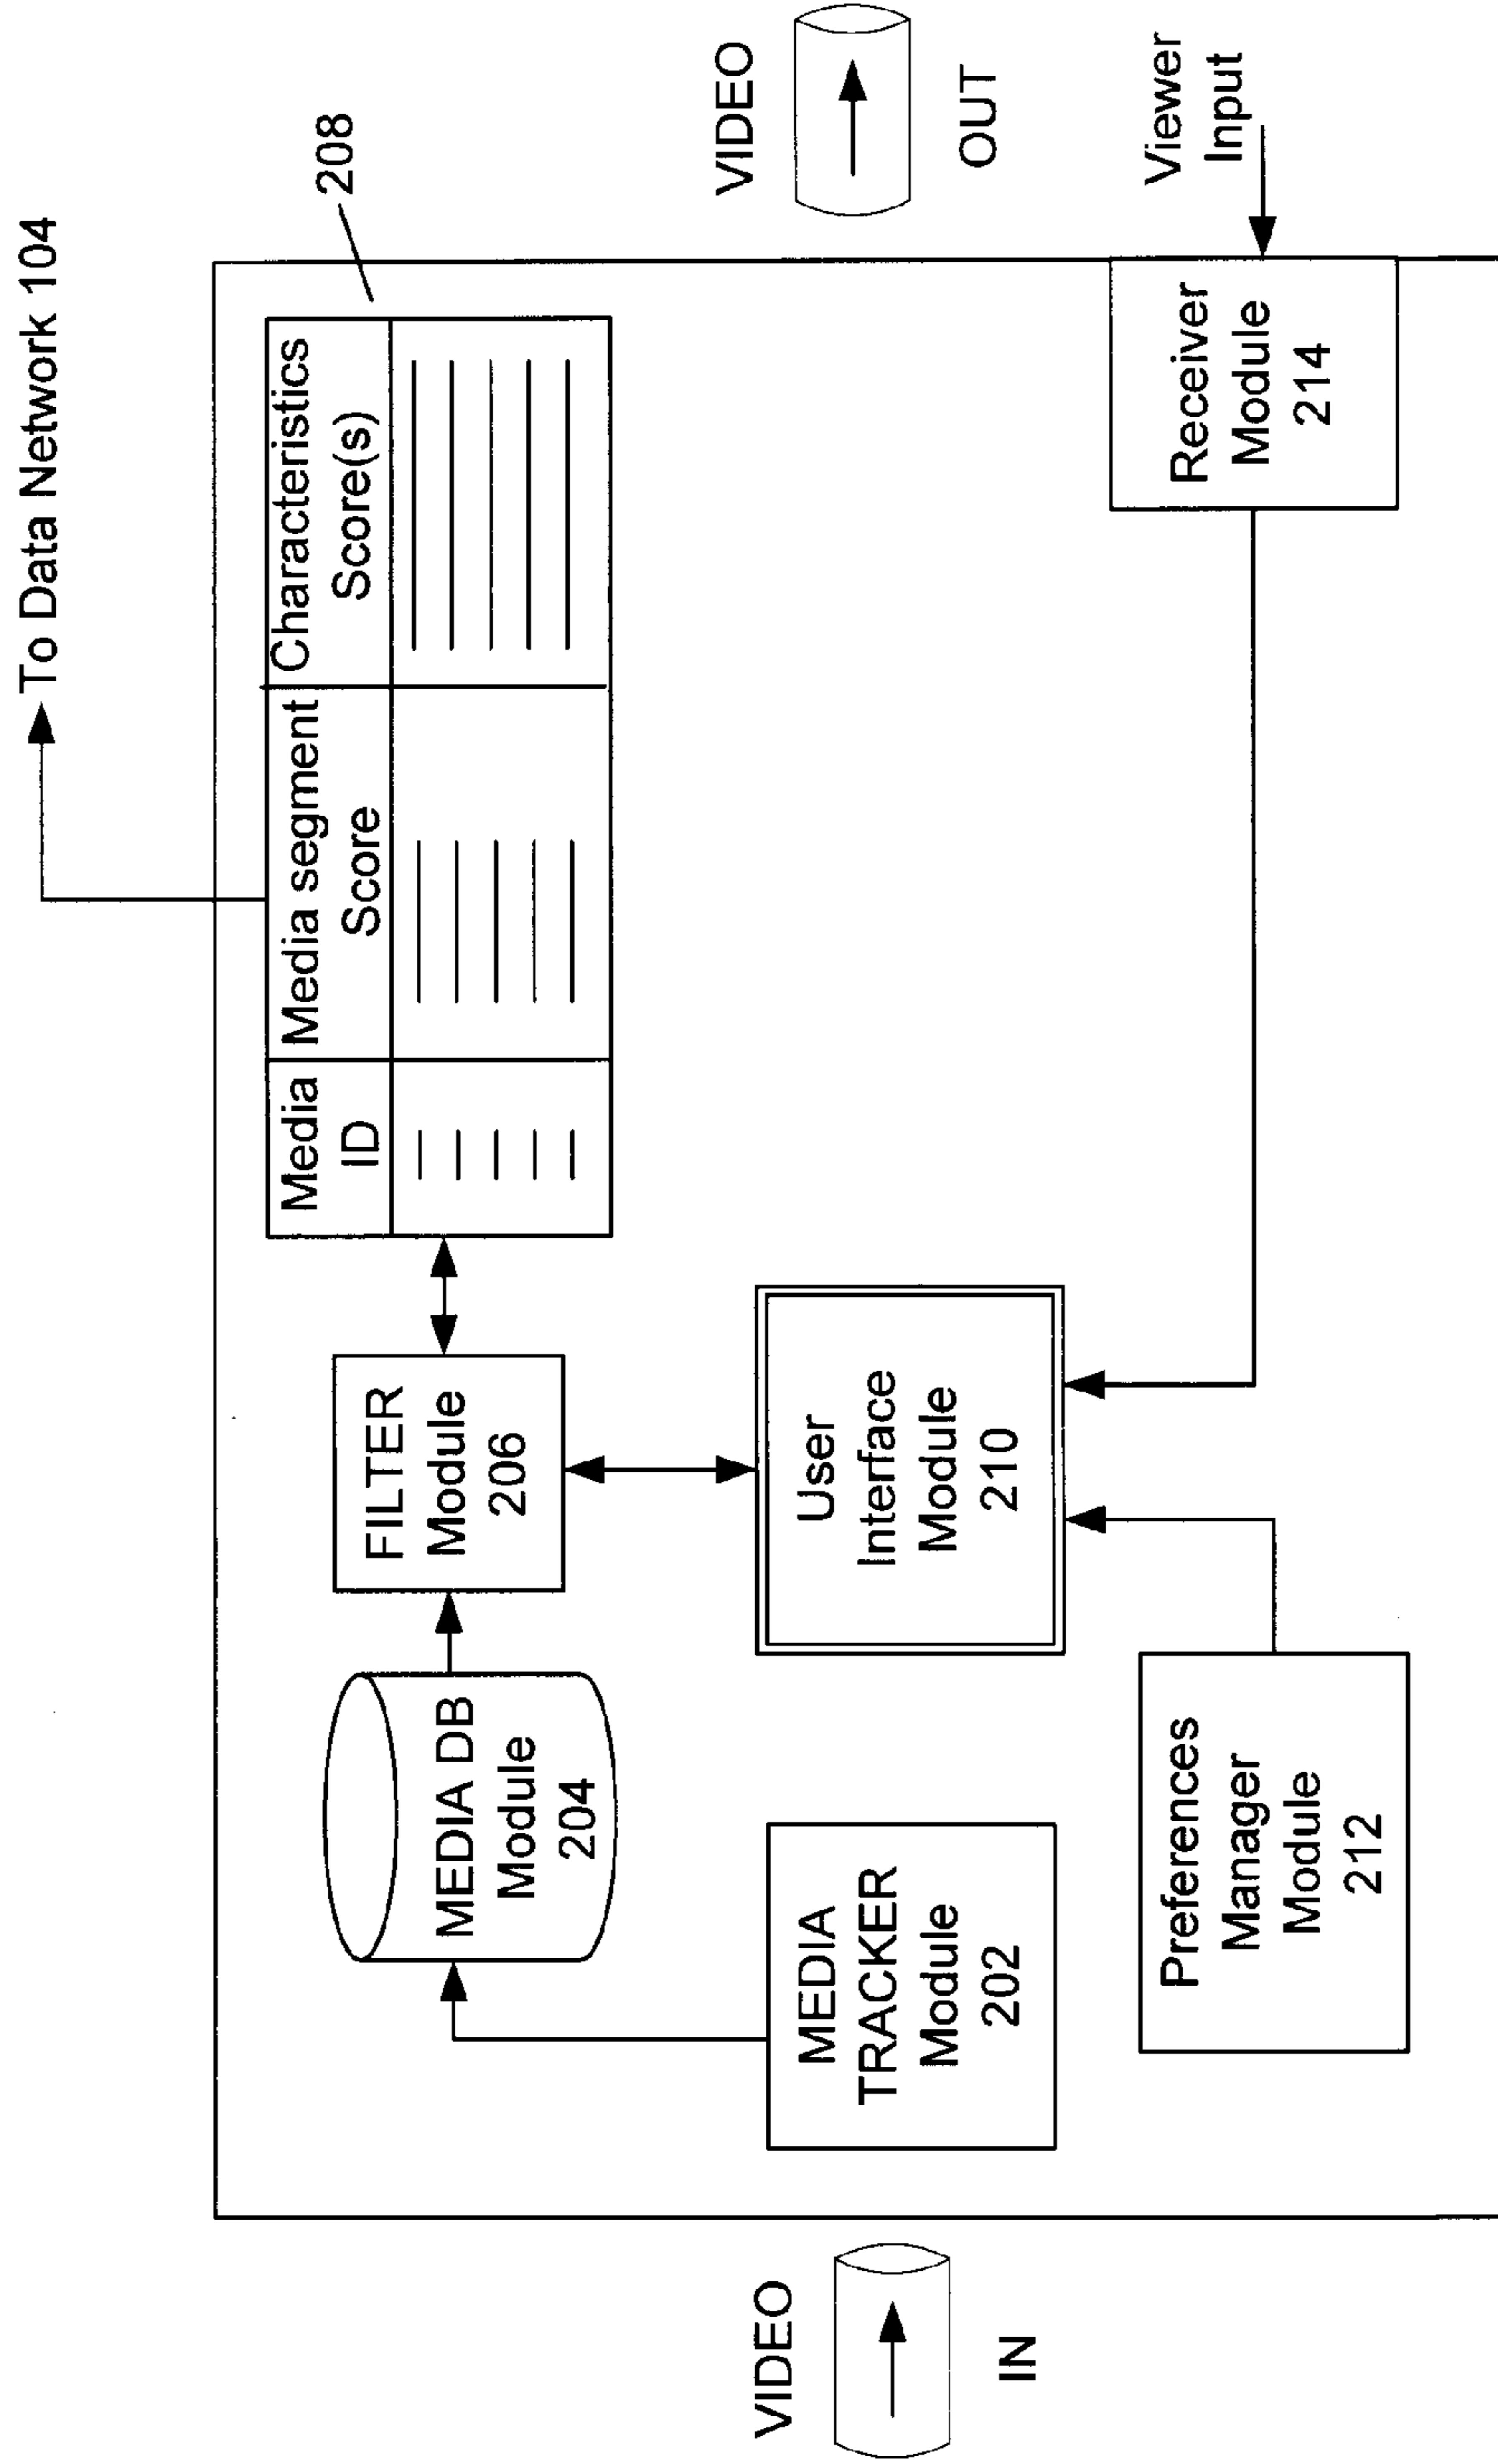 To Data Network 104
208
Media
ID
Media segment
Score
Characteristics
Score(s)
FILTER
Module
206
MEDIA DB
Module
204
MEDIA
TRACKER
Module
202
User
Interface
Module
210
Preferences
Manager
Module
212
Receiver
Module
214
VIDEO
IN
VIDEO
OUT
Viewer
Input